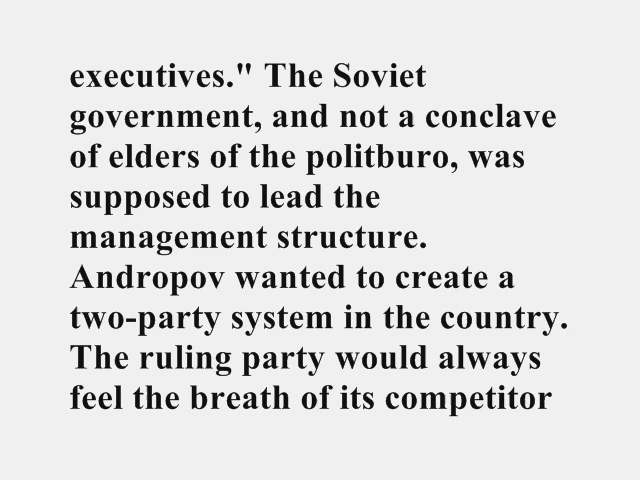 executives." The Soviet
government, and not a conclave
of elders of the politburo, was
supposed to lead the
management structure.
Andropov wanted to create a
two-party system in the country.
The ruling party would always
feel the breath of its competitor